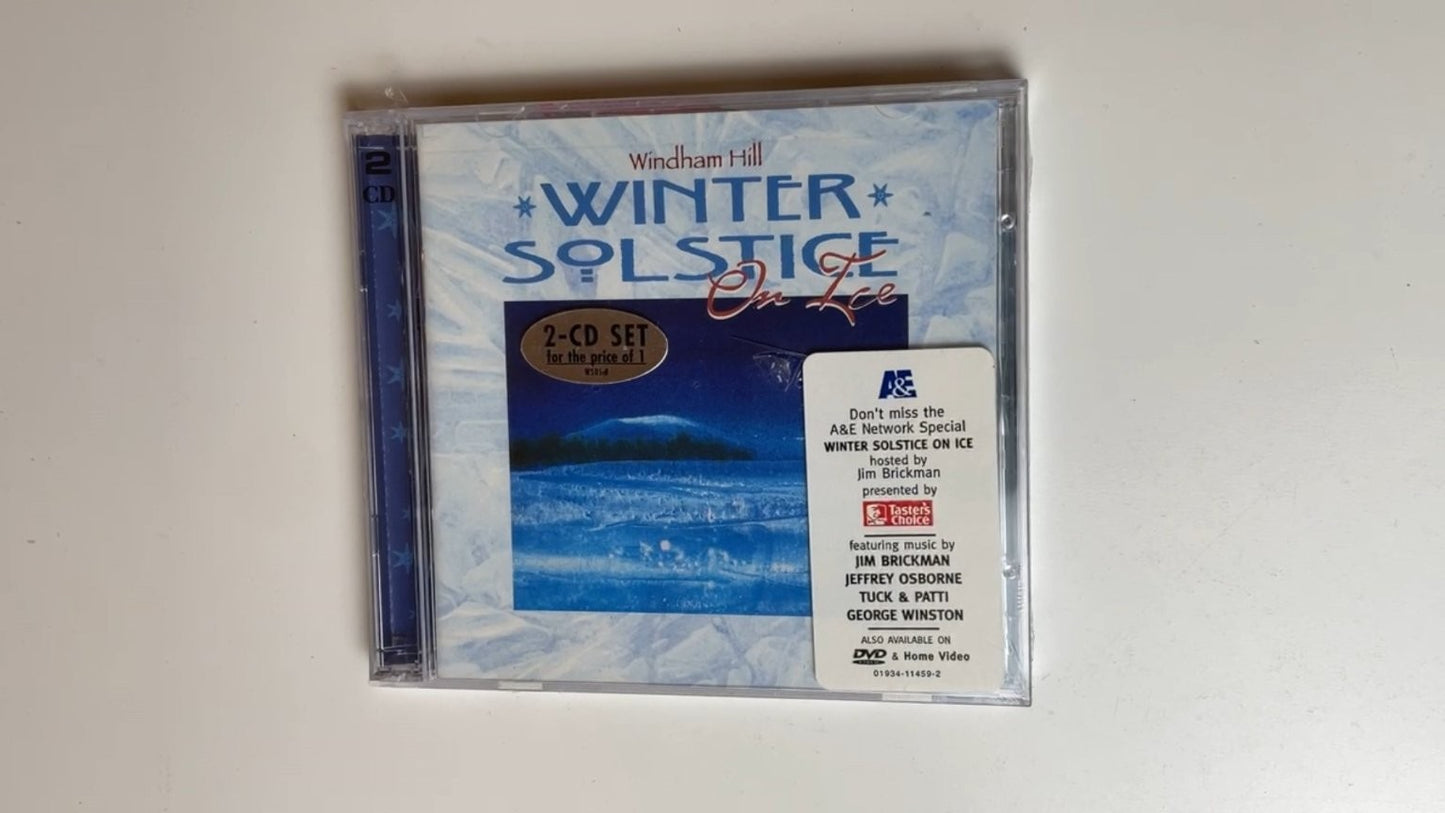 2
CD
Windham Hill
WINTER
SOLSTICE
On Ice
2-CD SET
for the price of 1
A&E
Don't miss the
A&E Network Special
WINTER SOLSTICE ON ICE
hosted by
Jim Brickman
presented by
Taster's
Choice
featuring music by
JIM BRICKMAN
JEFFREY OSBORNE
TUCK & PATTI
GEORGE WINSTON
ALSO AVAILABLE ON
DVD & Home Video
01934-11459-2